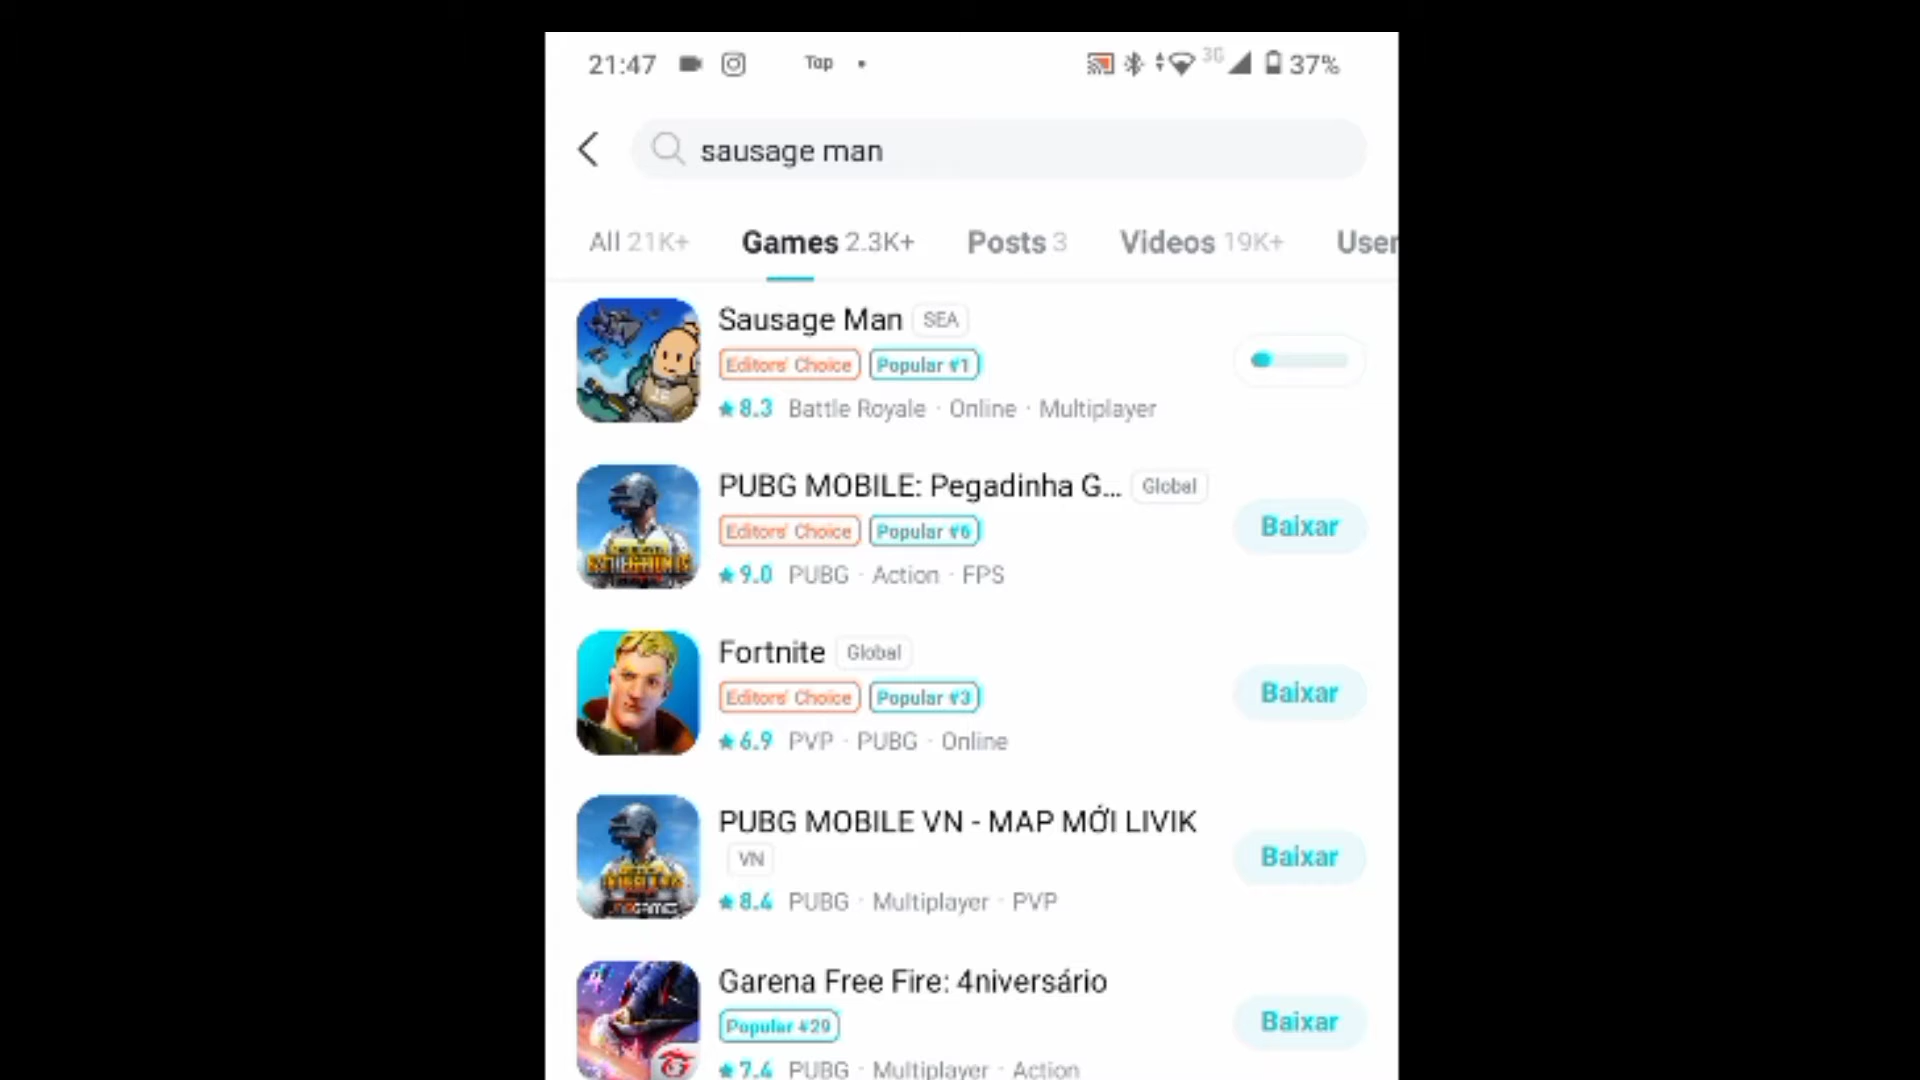 21:47 Tap 3G 37%
sausage man
All 21K+ Games 2.3K+ Posts 3 Videos 19K+ User
Sausage Man SEA
Editors' Choice Popular #1
8.3 Battle Royale · Online · Multiplayer
PUBG MOBILE: Pegadinha G... Global
Editors' Choice Popular #6
Baixar
9.0 PUBG · Action · FPS
Fortnite Global
Editors' Choice Popular #3
Baixar
6.9 PVP · PUBG · Online
PUBG MOBILE VN - MAP MỚI LIVIK
VN
Baixar
8.4 PUBG · Multiplayer · PVP
Garena Free Fire: 4niversário
Popular #29
Baixar
7.4 PUBG · Multiplayer · Action